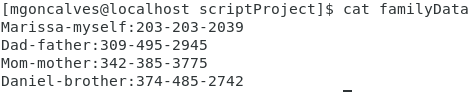 [mgoncalves@localhost scriptProject]$ cat familyData
Marissa-myself:203-203-2039
Dad-father:309-495-2945
Mom-mother:342-385-3775
Daniel-brother:374-485-2742